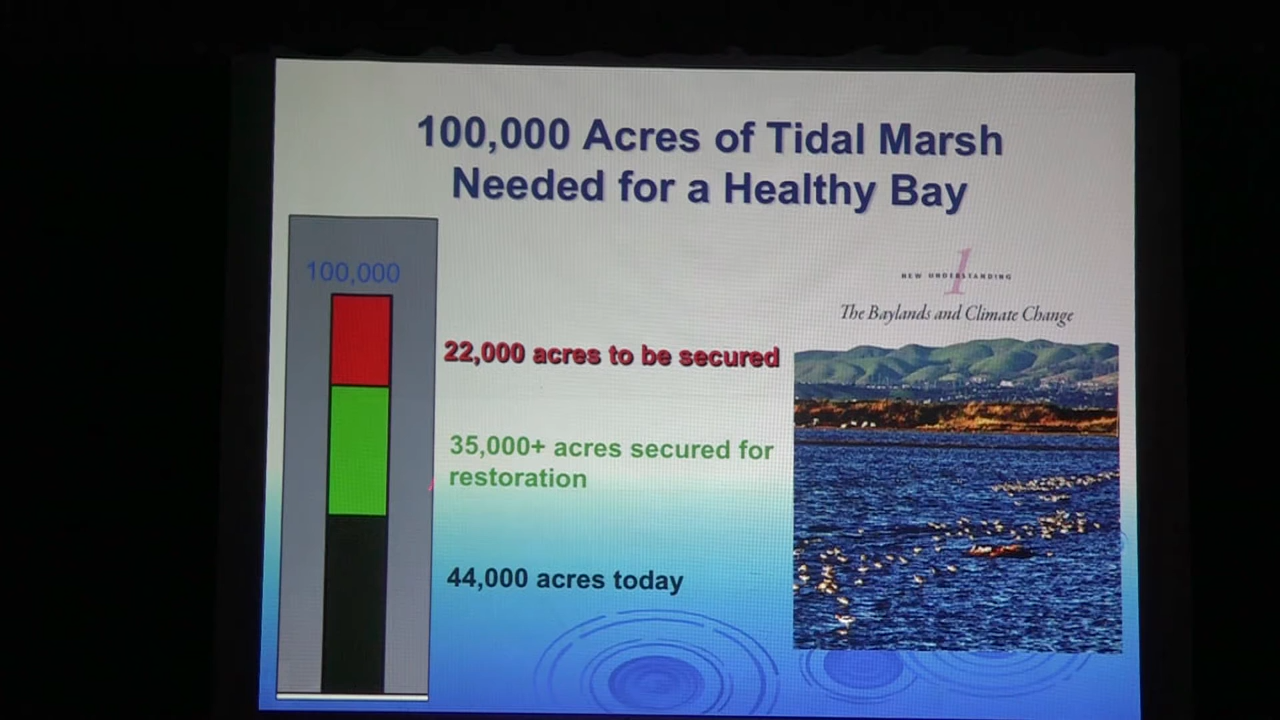 100,000 Acres of Tidal Marsh
Needed for a Healthy Bay
100,000
22,000 acres to be secured
35,000+ acres secured for
restoration
44,000 acres today
1
NEW UNDERSTANDING
The Baylands and Climate Change